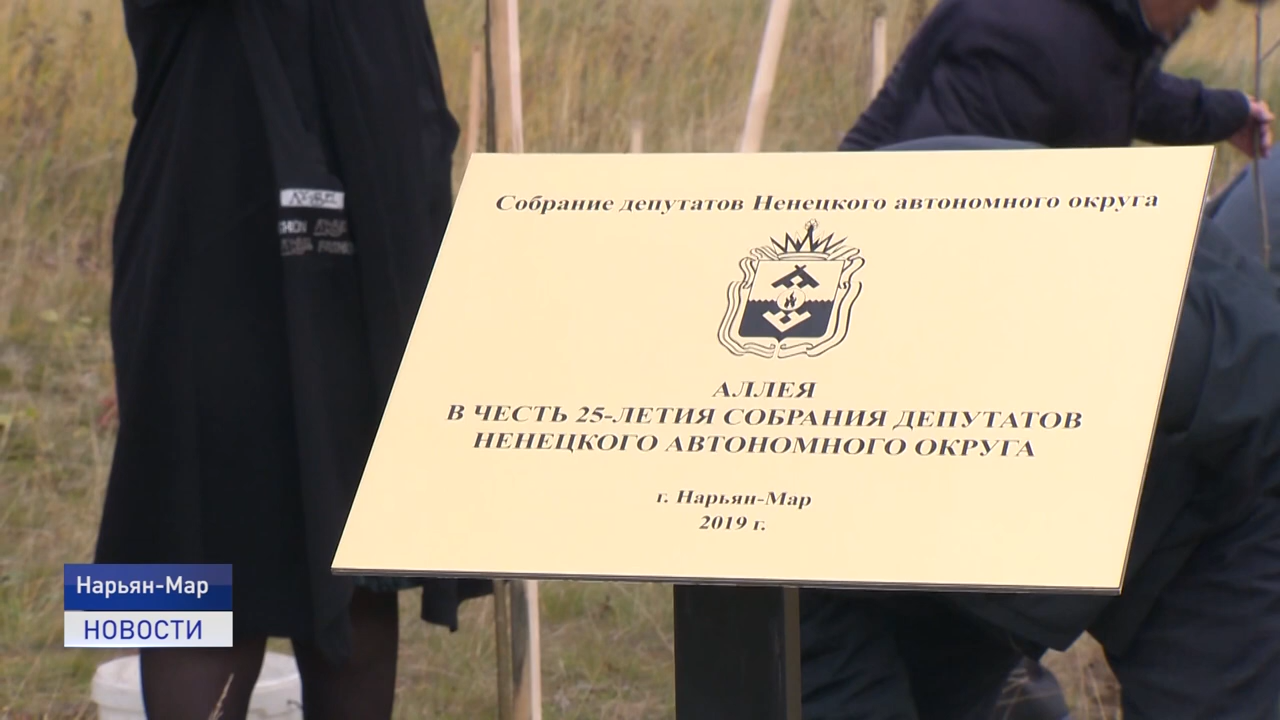 Собрание депутатов Ненецкого автономного округа
АЛЛЕЯ
В ЧЕСТЬ 25-ЛЕТИЯ СОБРАНИЯ ДЕПУТАТОВ
НЕНЕЦКОГО АВТОНОМНОГО ОКРУГА
г. Нарьян-Мар
2019 г.
Нарьян-Мар
НОВОСТИ